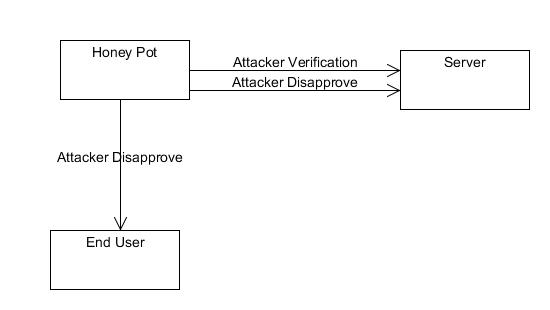 Honey Pot
Attacker Verification
Server
Attacker Disapprove
Attacker Disapprove
End User